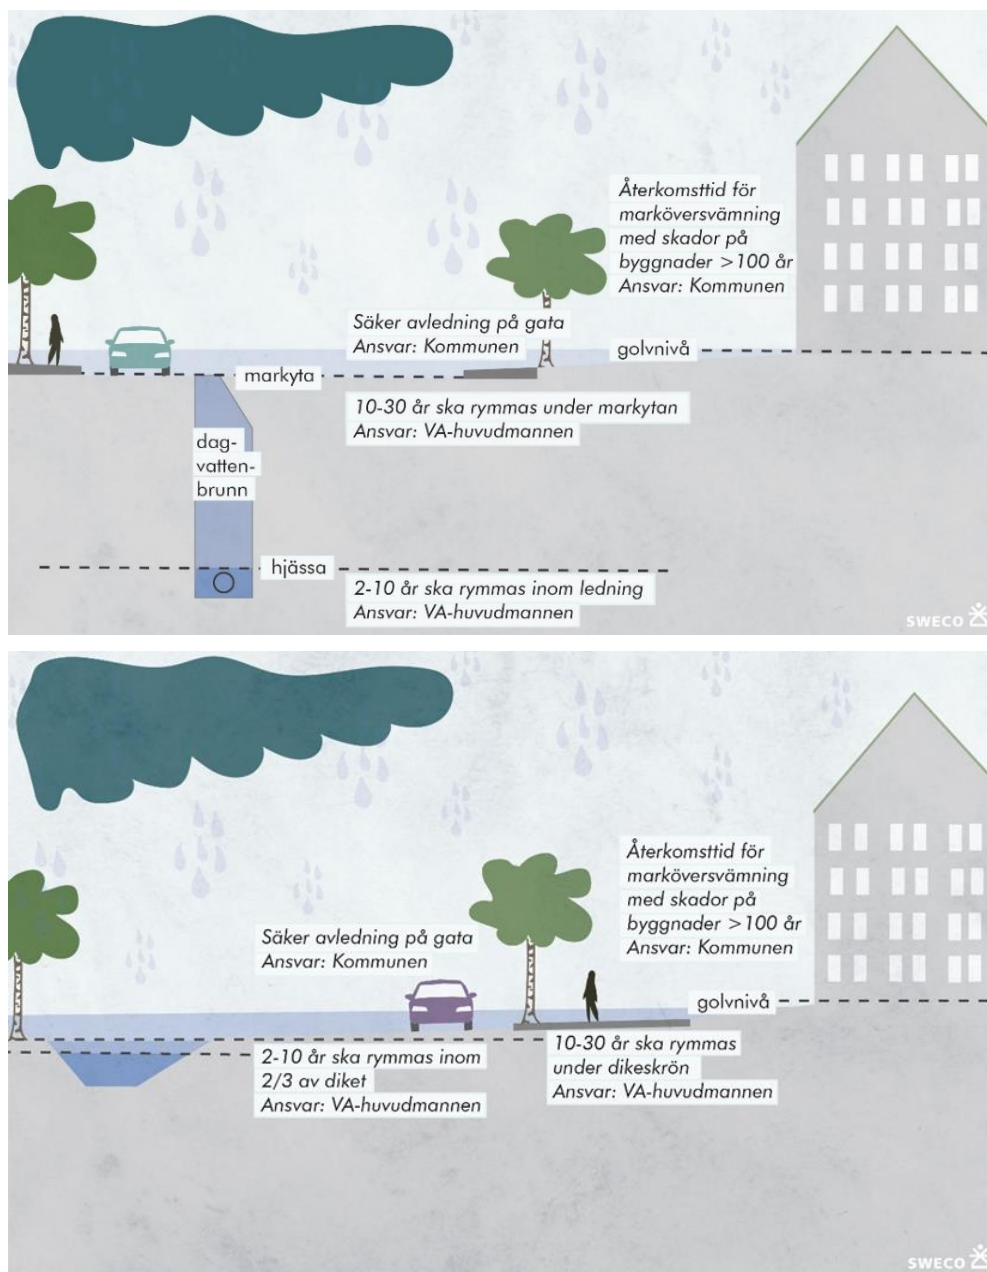 Återkomsttid för
marköversvämning
med skador på
byggnader >100 år
Ansvar: Kommunen
Säker avledning på gata
Ansvar: Kommunen
golvnivå
markyta
10-30 år ska rymmas under markytan
Ansvar: VA-huvudmannen
dag-
vatten-
brunn
hjässa
2-10 år ska rymmas inom ledning
Ansvar: VA-huvudmannen
SWECO
Återkomsttid för
marköversvämning
med skador på
byggnader >100 år
Ansvar: Kommunen
Säker avledning på gata
Ansvar: Kommunen
golvnivå
2-10 år ska rymmas inom
2/3 av diket
Ansvar: VA-huvudmannen
10-30 år ska rymmas
under dikeskrön
Ansvar: VA-huvudmannen
SWECO